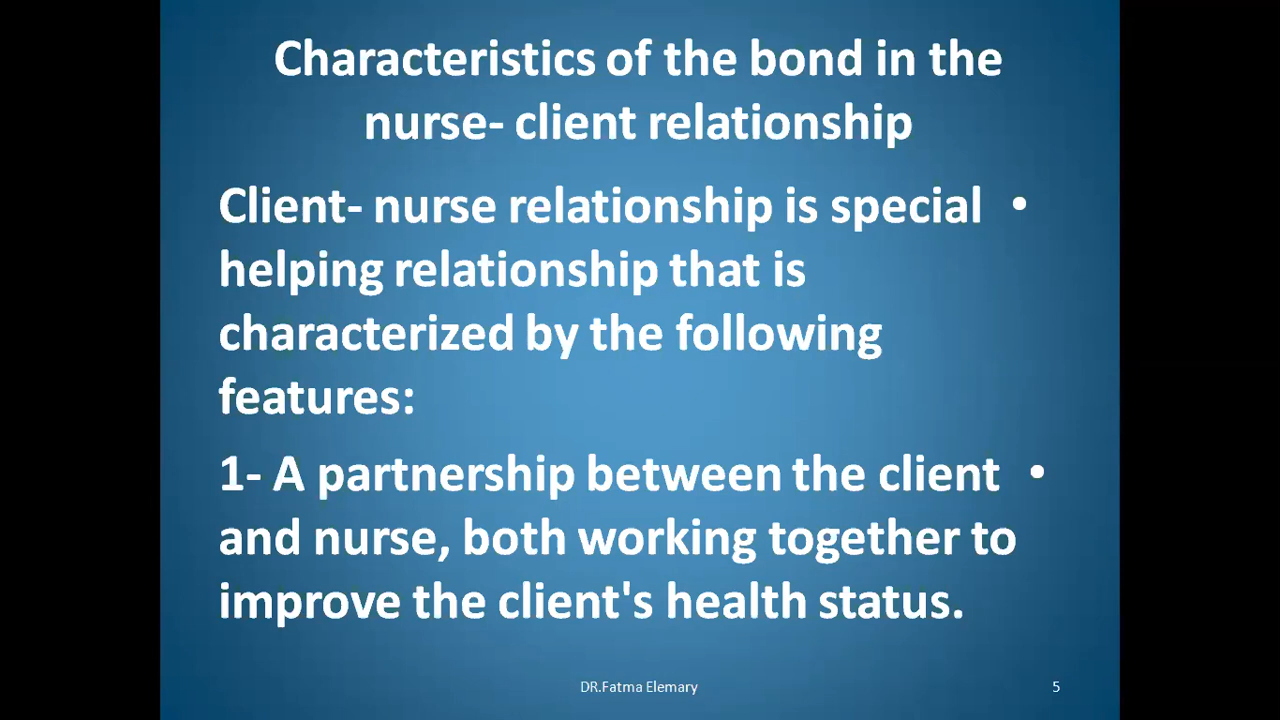 Characteristics of the bond in the
nurse- client relationship
Client- nurse relationship is special •
helping relationship that is
characterized by the following
features:
1- A partnership between the client •
and nurse, both working together to
improve the client's health status.
DR.Fatma Elemary
5